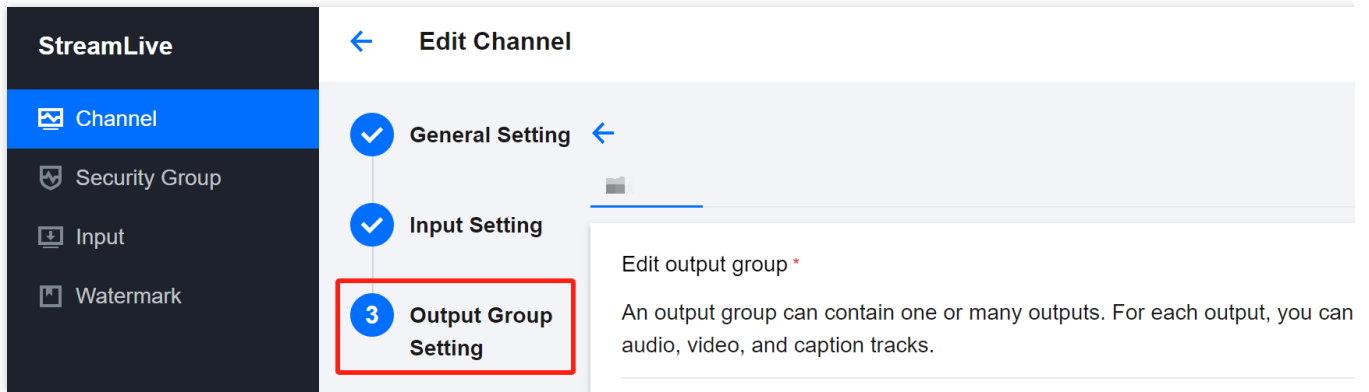 StreamLive
Channel
Security Group
Input
Watermark
Edit Channel
General Setting
Input Setting
3
Output Group
Setting
Edit output group *
An output group can contain one or many outputs. For each output, you can
audio, video, and caption tracks.